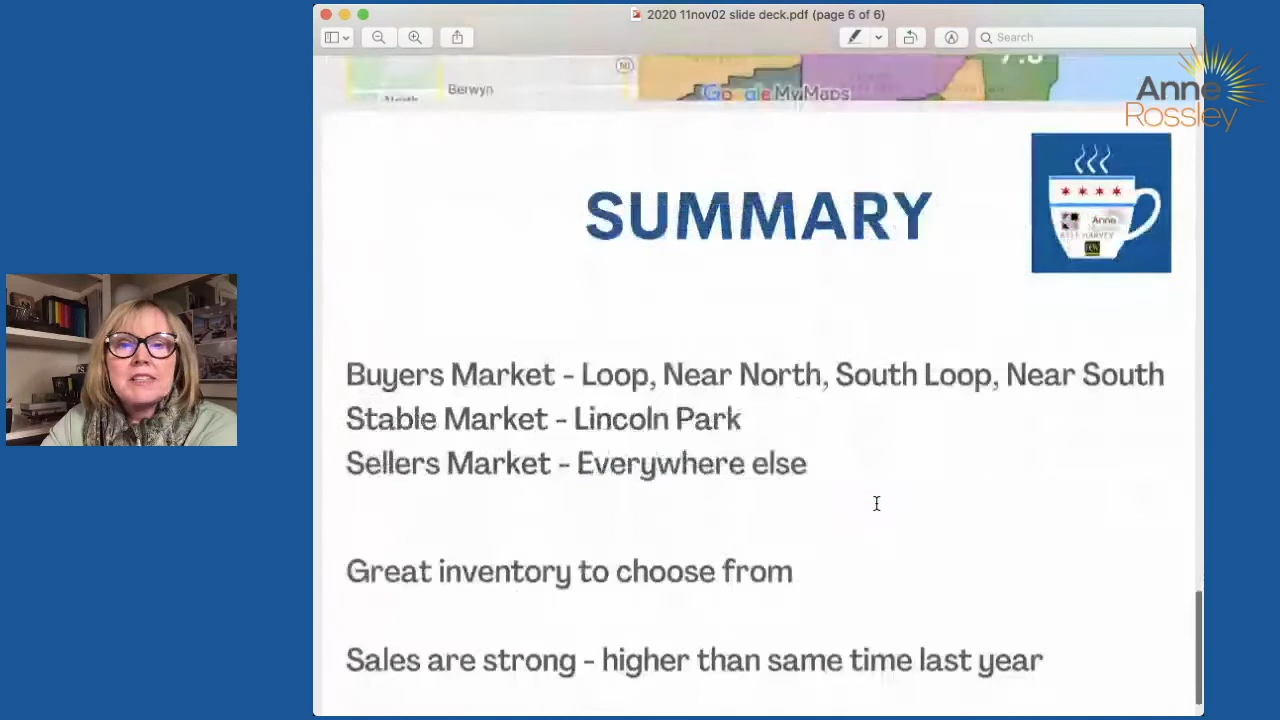 2020 11nov02 slide deck.pdf (page 6 of 6)
Search
Berwyn
North
Google My Maps
Anne
Rossley
SUMMARY
Anne
Buyers Market - Loop, Near North, South Loop, Near South
Stable Market - Lincoln Park
Sellers Market - Everywhere else
Great inventory to choose from
Sales are strong - higher than same time last year